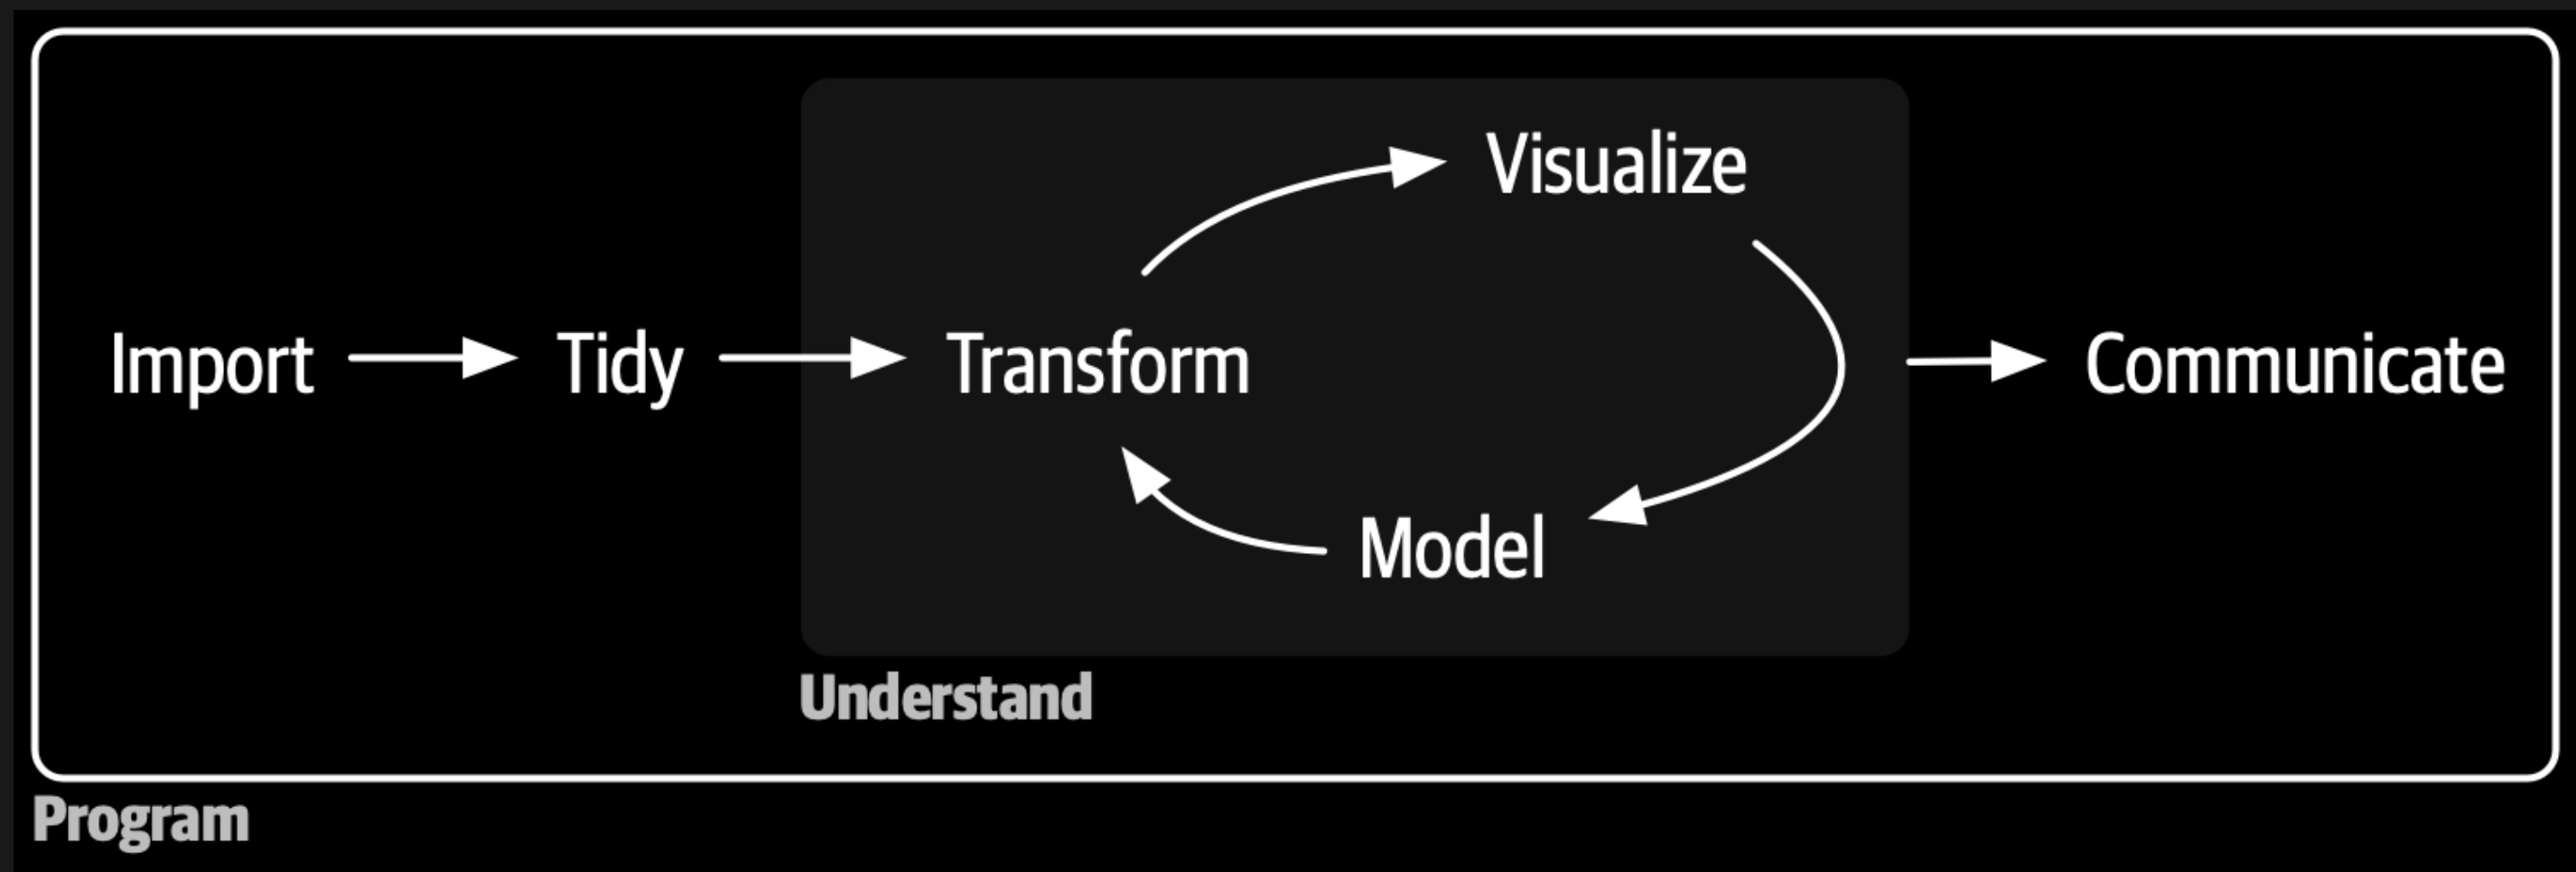 Visualize
Import Tidy Transform Communicate
Model
Understand
Program